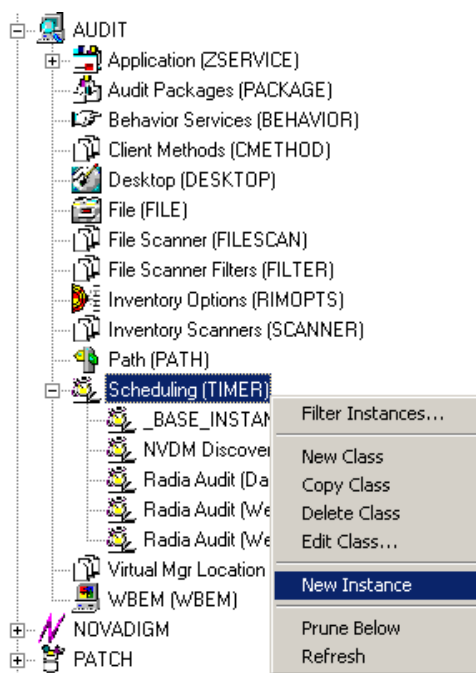 AUDIT
Application (ZSERVICE)
Audit Packages (PACKAGE)
Behavior Services (BEHAVIOR)
Client Methods (CMETHOD)
Desktop (DESKTOP)
File (FILE)
File Scanner (FILESCAN)
File Scanner Filters (FILTER)
Inventory Options (RIMOPTS)
Inventory Scanners (SCANNER)
Path (PATH)
Scheduling (TIMER)
_BASE_INSTAN
NVDM Discover
Radia Audit (Da
Radia Audit (We
Radia Audit (We
Virtual Mgr Location
WBEM (WBEM)
NOVADIGM
PATCH
Filter Instances...
New Class
Copy Class
Delete Class
Edit Class...
New Instance
Prune Below
Refresh